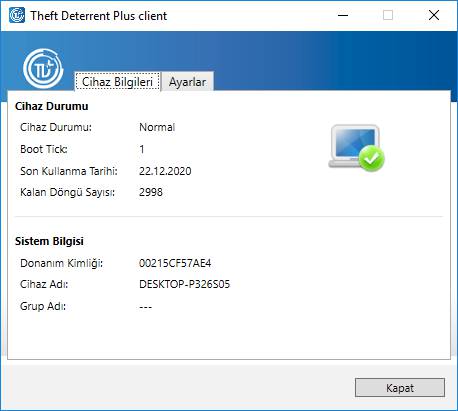 Theft Deterrent Plus client
Cihaz Bilgileri Ayarlar
Cihaz Durumu
Cihaz Durumu: Normal
Boot Tick: 1
Son Kullanma Tarihi: 22.12.2020
Kalan Döngü Sayısı: 2998
Sistem Bilgisi
Donanım Kimliği: 00215CF57AE4
Cihaz Adı: DESKTOP-P326S05
Grup Adı: ---
Kapat